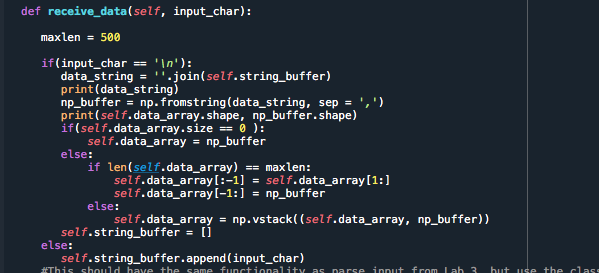 def receive_data(self, input_char):
maxlen = 500
if(input_char == '\n'):
data_string = ''.join(self.string_buffer)
print(data_string)
np_buffer = np.fromstring(data_string, sep = ',')
print(self.data_array.shape, np_buffer.shape)
if(self.data_array.size == 0 ):
self.data_array = np_buffer
else:
if len(self.data_array) == maxlen:
self.data_array[:-1] = self.data_array[1:]
self.data_array[-1:] = np_buffer
else:
self.data_array = np.vstack((self.data_array, np_buffer))
self.string_buffer = []
else:
self.string_buffer.append(input_char)
#This should have the same functionality as parse input from Lab 3, but use the class